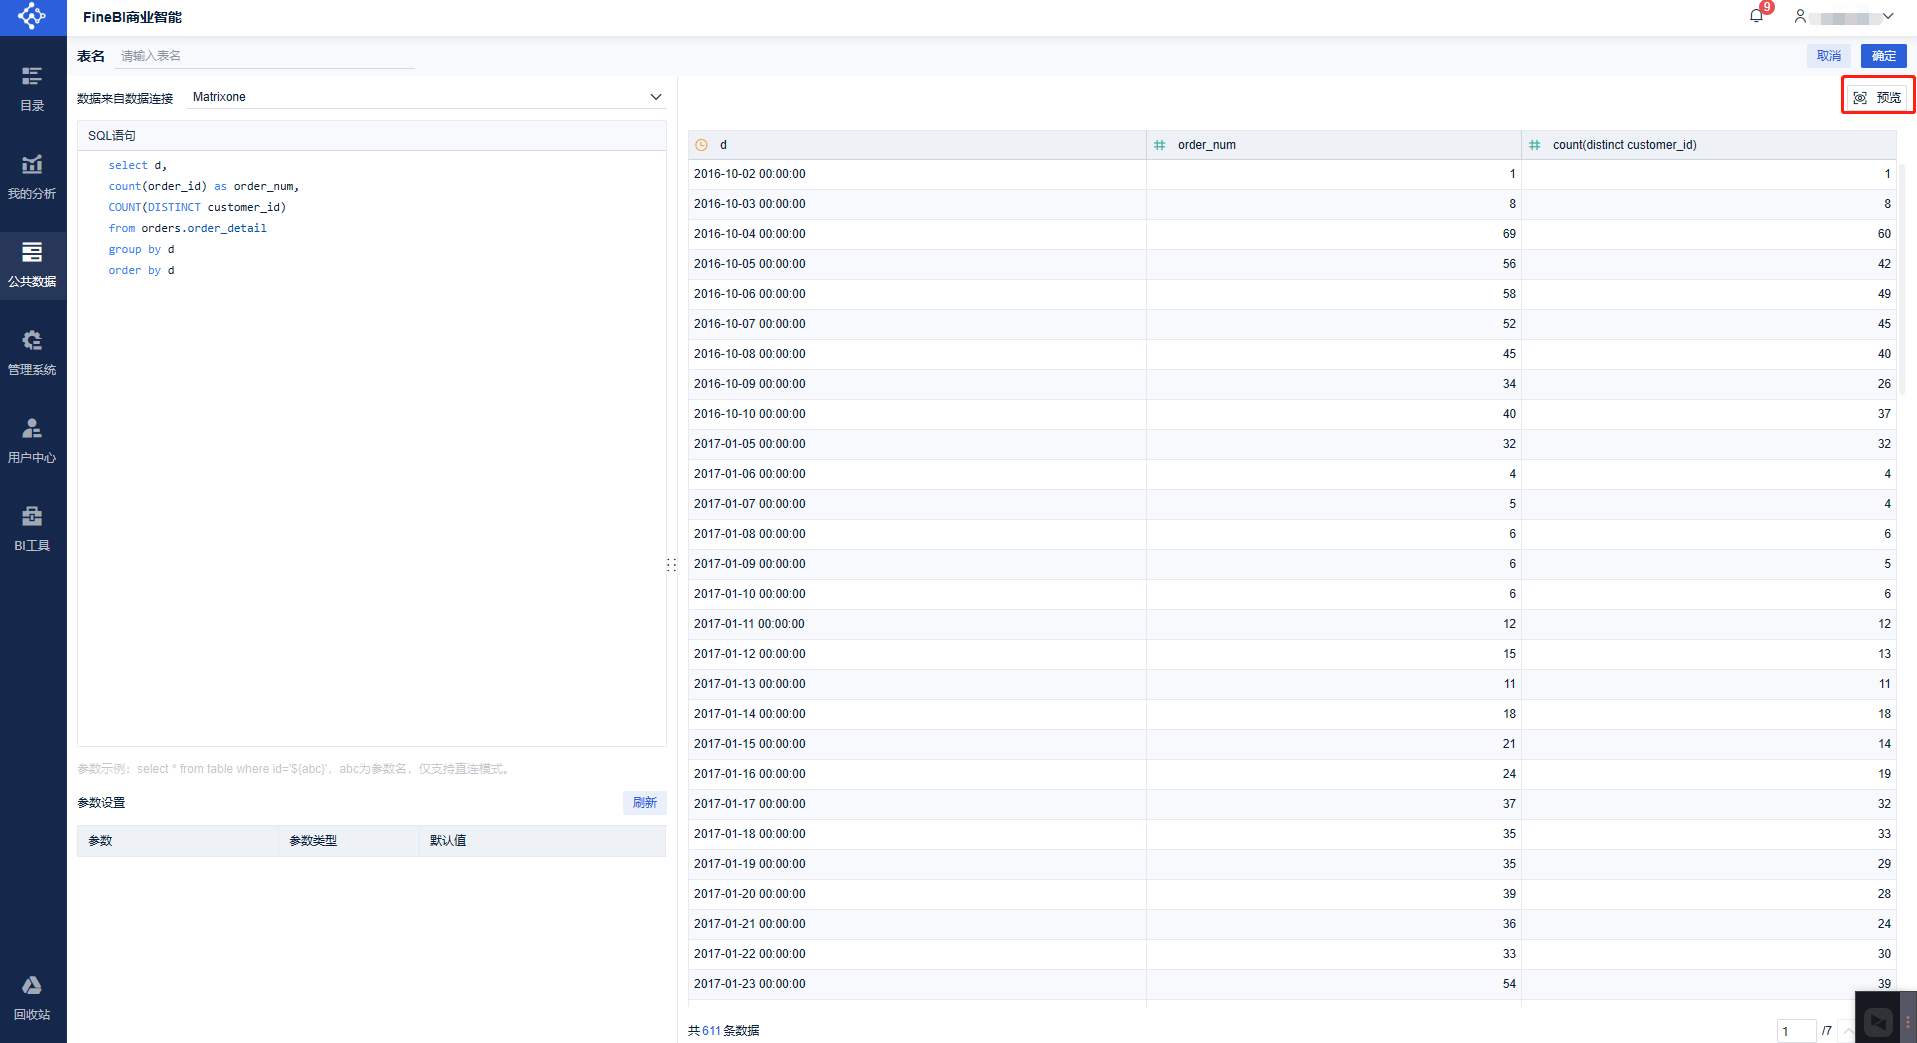 FineBI商业智能
9
表名 请输入表名
取消 确定
数据来自数据连接 Matrixone
预览
目录
我的分析
公共数据
管理系统
用户中心
BI工具
回收站
SQL语句
select d,
count(order_id) as order_num,
COUNT(DISTINCT customer_id)
from orders.order_detail
group by d
order by d
参数示例：select * from table where id='${abc}'，abc为参数名，仅支持直连模式。
参数设置 刷新
参数 参数类型 默认值
d order_num count(distinct customer_id)
2016-10-02 00:00:00 1 1
2016-10-03 00:00:00 8 8
2016-10-04 00:00:00 69 60
2016-10-05 00:00:00 56 42
2016-10-06 00:00:00 58 49
2016-10-07 00:00:00 52 45
2016-10-08 00:00:00 45 40
2016-10-09 00:00:00 34 26
2016-10-10 00:00:00 40 37
2017-01-05 00:00:00 32 32
2017-01-06 00:00:00 4 4
2017-01-07 00:00:00 5 4
2017-01-08 00:00:00 6 6
2017-01-09 00:00:00 6 5
2017-01-10 00:00:00 6 6
2017-01-11 00:00:00 12 12
2017-01-12 00:00:00 15 13
2017-01-13 00:00:00 11 11
2017-01-14 00:00:00 18 18
2017-01-15 00:00:00 21 14
2017-01-16 00:00:00 24 19
2017-01-17 00:00:00 37 32
2017-01-18 00:00:00 35 33
2017-01-19 00:00:00 35 29
2017-01-20 00:00:00 39 28
2017-01-21 00:00:00 36 24
2017-01-22 00:00:00 33 30
2017-01-23 00:00:00 54 39
共 611 条数据
1 /7